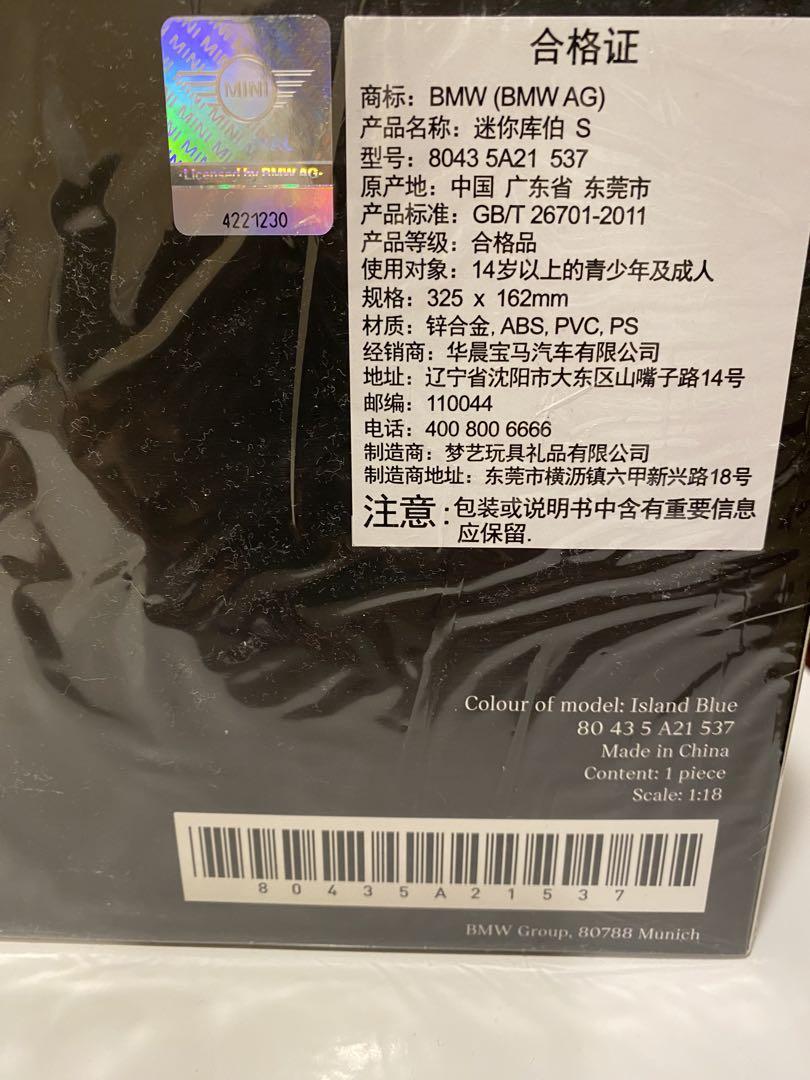 MINI
Licensed by BMW AG
4221230
合格证
商标：BMW (BMW AG)
产品名称：迷你库伯 S
型号：8043 5A21 537
原产地：中国 广东省 东莞市
产品标准：GB/T 26701-2011
产品等级：合格品
使用对象：14岁以上的青少年及成人
规格：325 x 162mm
材质：锌合金, ABS, PVC, PS
经销商：华晨宝马汽车有限公司
地址：辽宁省沈阳市大东区山嘴子路14号
邮编：110044
电话：400 800 6666
制造商：梦艺玩具礼品有限公司
制造商地址：东莞市横沥镇六甲新兴路18号
注意：包装或说明书中含有重要信息
应保留.
Colour of model: Island Blue
80 43 5 A21 537
Made in China
Content: 1 piece
Scale: 1:18
80435A21537
BMW Group, 80788 Munich